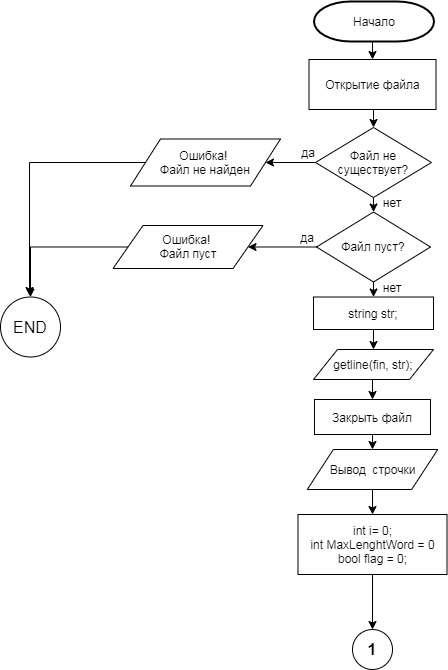 Начало
Открытие файла
Файл не
существует?
да
Ошибка!
Файл не найден
нет
Файл пуст?
да
Ошибка!
Файл пуст
нет
END
string str;
getline(fin, str);
Закрыть файл
Вывод строчки
int i= 0;
int MaxLenghtWord = 0
bool flag = 0;
1